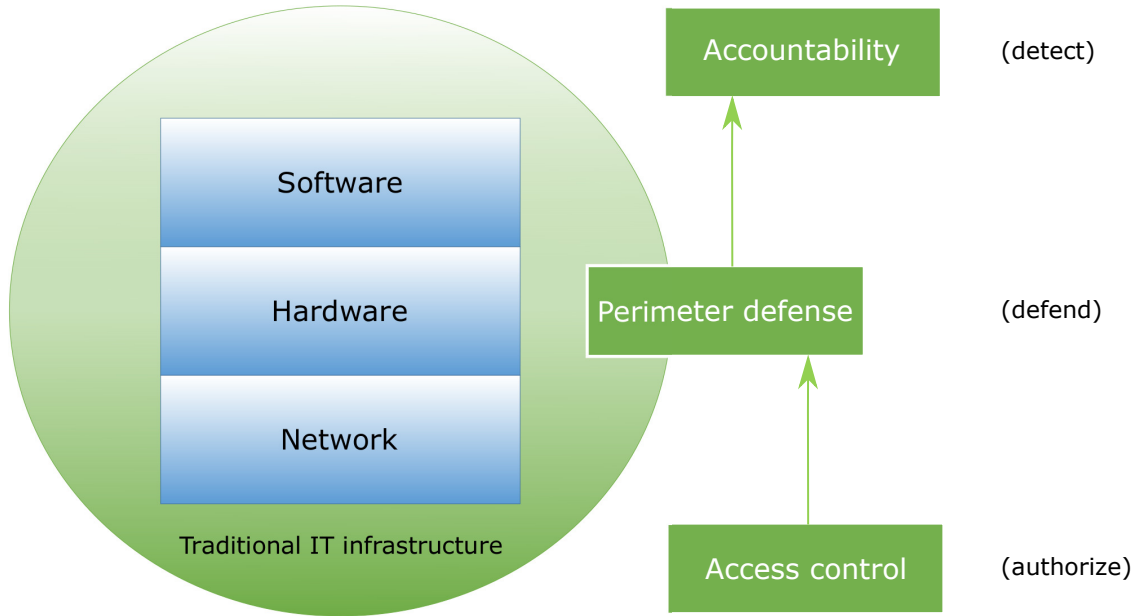 Accountability
(detect)
Software
Hardware
Perimeter defense
(defend)
Network
Traditional IT infrastructure
Access control
(authorize)